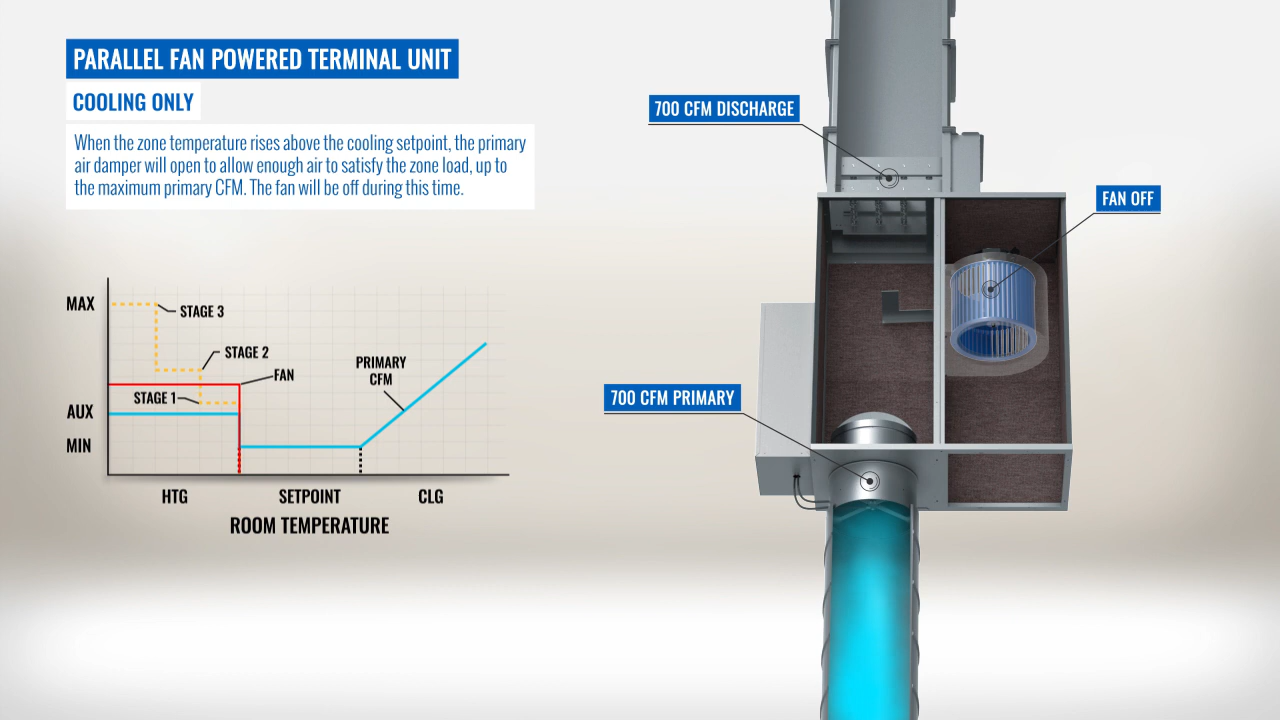 PARALLEL FAN POWERED TERMINAL UNIT
COOLING ONLY
When the zone temperature rises above the cooling setpoint, the primary
air damper will open to allow enough air to satisfy the zone load, up to
the maximum primary CFM. The fan will be off during this time.
700 CFM DISCHARGE
FAN OFF
700 CFM PRIMARY
MAX
STAGE 3
STAGE 2
PRIMARY
CFM
FAN
STAGE 1
AUX
MIN
HTG
SETPOINT
CLG
ROOM TEMPERATURE